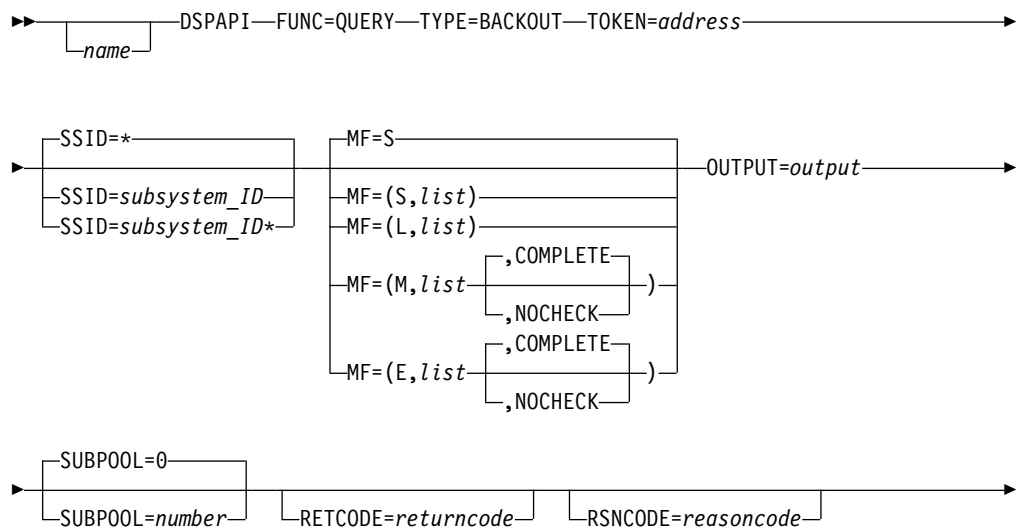 DSPAPI FUNC=QUERY TYPE=BACKOUT TOKEN=address
name
SSID=*
SSID=subsystem_ID
SSID=subsystem_ID*
MF=S
MF=(S,list)
MF=(L,list)
,COMPLETE
MF=(M,list )
,NOCHECK
,COMPLETE
MF=(E,list )
,NOCHECK
OUTPUT=output
SUBPOOL=0
SUBPOOL=number
RETCODE=returncode
RSNCODE=reasoncode